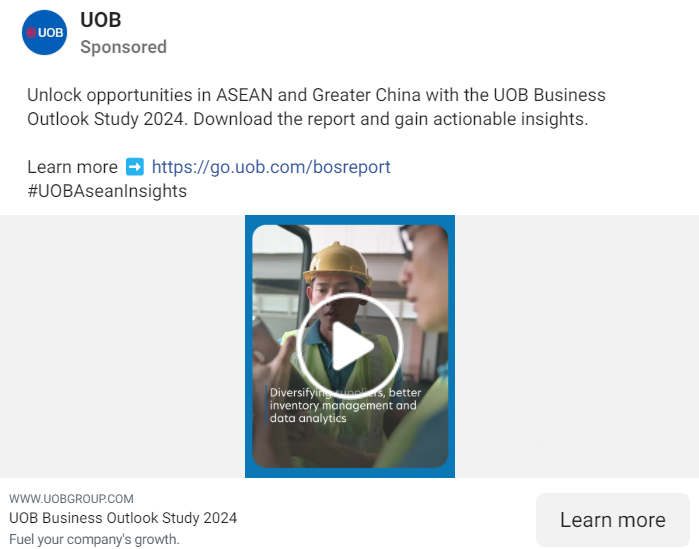 UOB
UOB
Sponsored
Unlock opportunities in ASEAN and Greater China with the UOB Business
Outlook Study 2024. Download the report and gain actionable insights.
Learn more ➡ https://go.uob.com/bosreport
#UOBAseanInsights
Diversifying suppliers, better
inventory management and
data analytics
WWW.UOBGROUP.COM
UOB Business Outlook Study 2024
Fuel your company's growth.
Learn more